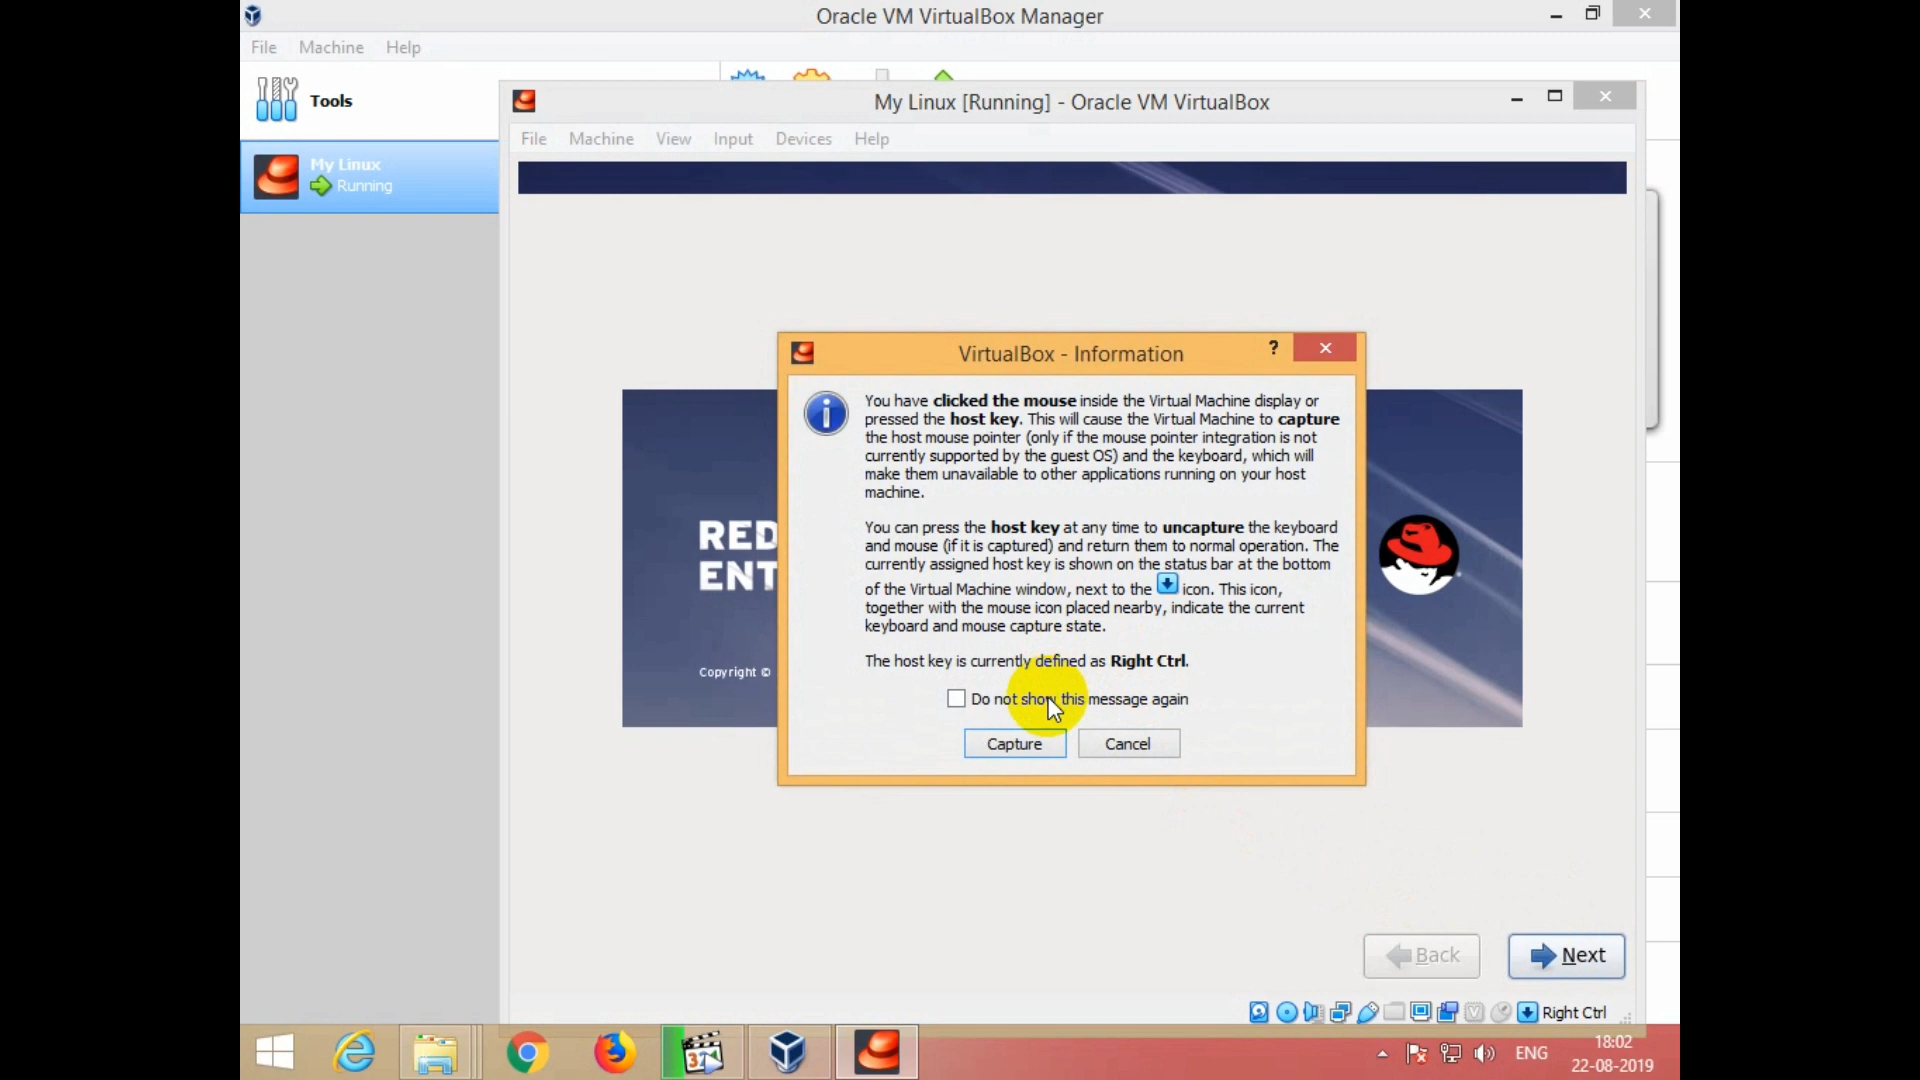 Oracle VM VirtualBox Manager
File Machine Help
Tools
My Linux [Running] - Oracle VM VirtualBox
File Machine View Input Devices Help
My Linux
Running
VirtualBox - Information
?
You have clicked the mouse inside the Virtual Machine display or
pressed the host key. This will cause the Virtual Machine to capture
the host mouse pointer (only if the mouse pointer integration is not
currently supported by the guest OS) and the keyboard, which will
make them unavailable to other applications running on your host
machine.
You can press the host key at any time to uncapture the keyboard
and mouse (if it is captured) and return them to normal operation. The
currently assigned host key is shown on the status bar at the bottom
of the Virtual Machine window, next to the icon. This icon,
together with the mouse icon placed nearby, indicate the current
keyboard and mouse capture state.
The host key is currently defined as Right Ctrl.
Do not show this message again
Capture Cancel
RED
ENT
Copyright ©
Back Next
Right Ctrl
ENG
18:02
22-08-2019